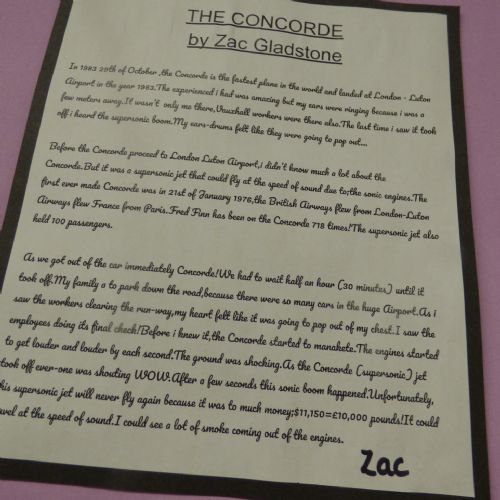 THE CONCORDE
by Zac Gladstone
In 1983 29th of October ,the Concorde is the fastest plane in the world and landed at London - Luton
Airport in the year 1983.The experienced i had was amazing but my ears were ringing because i was a
few meters away.It wasn't only me there,Vauxhall workers were there also.The last time i saw it took
off i heard the supersonic boom.My ears-drums felt like they were going to pop out...
Before the Concorde proceed to London Luton Airport,i didn't know much a lot about the
Concorde.But it was a supersonic jet that could fly at the speed of sound due to;the sonic engines.The
first ever made Concorde was in 21st of January 1976,the British Airways flew from London-Luton
Airways flew France from Paris.Fred Finn has been on the Concorde 718 times!The supersonic jet also
held 100 passengers.
As we got out of the car immediately Concorde!We had to wait half an hour (30 minutes) until it
took off.My family a to park down the road,because there were so many cars in the huge Airport.As i
saw the workers clearing the run-way,my heart felt like it was going to pop out of my chest.I saw the
employees doing its final check!Before i knew it,the Concorde started to manakete.The engines started
to get louder and louder by each second.The ground was shocking.As the Concorde (supersonic) jet
took off ever-one was shouting WOW.After a few seconds this sonic boom happened.Unfortunately,
this supersonic jet will never fly again because it was to much money;$11,150=£10,000 pounds!It could
at the speed of sound.I could see a lot of smoke coming out of the engines.
Zac